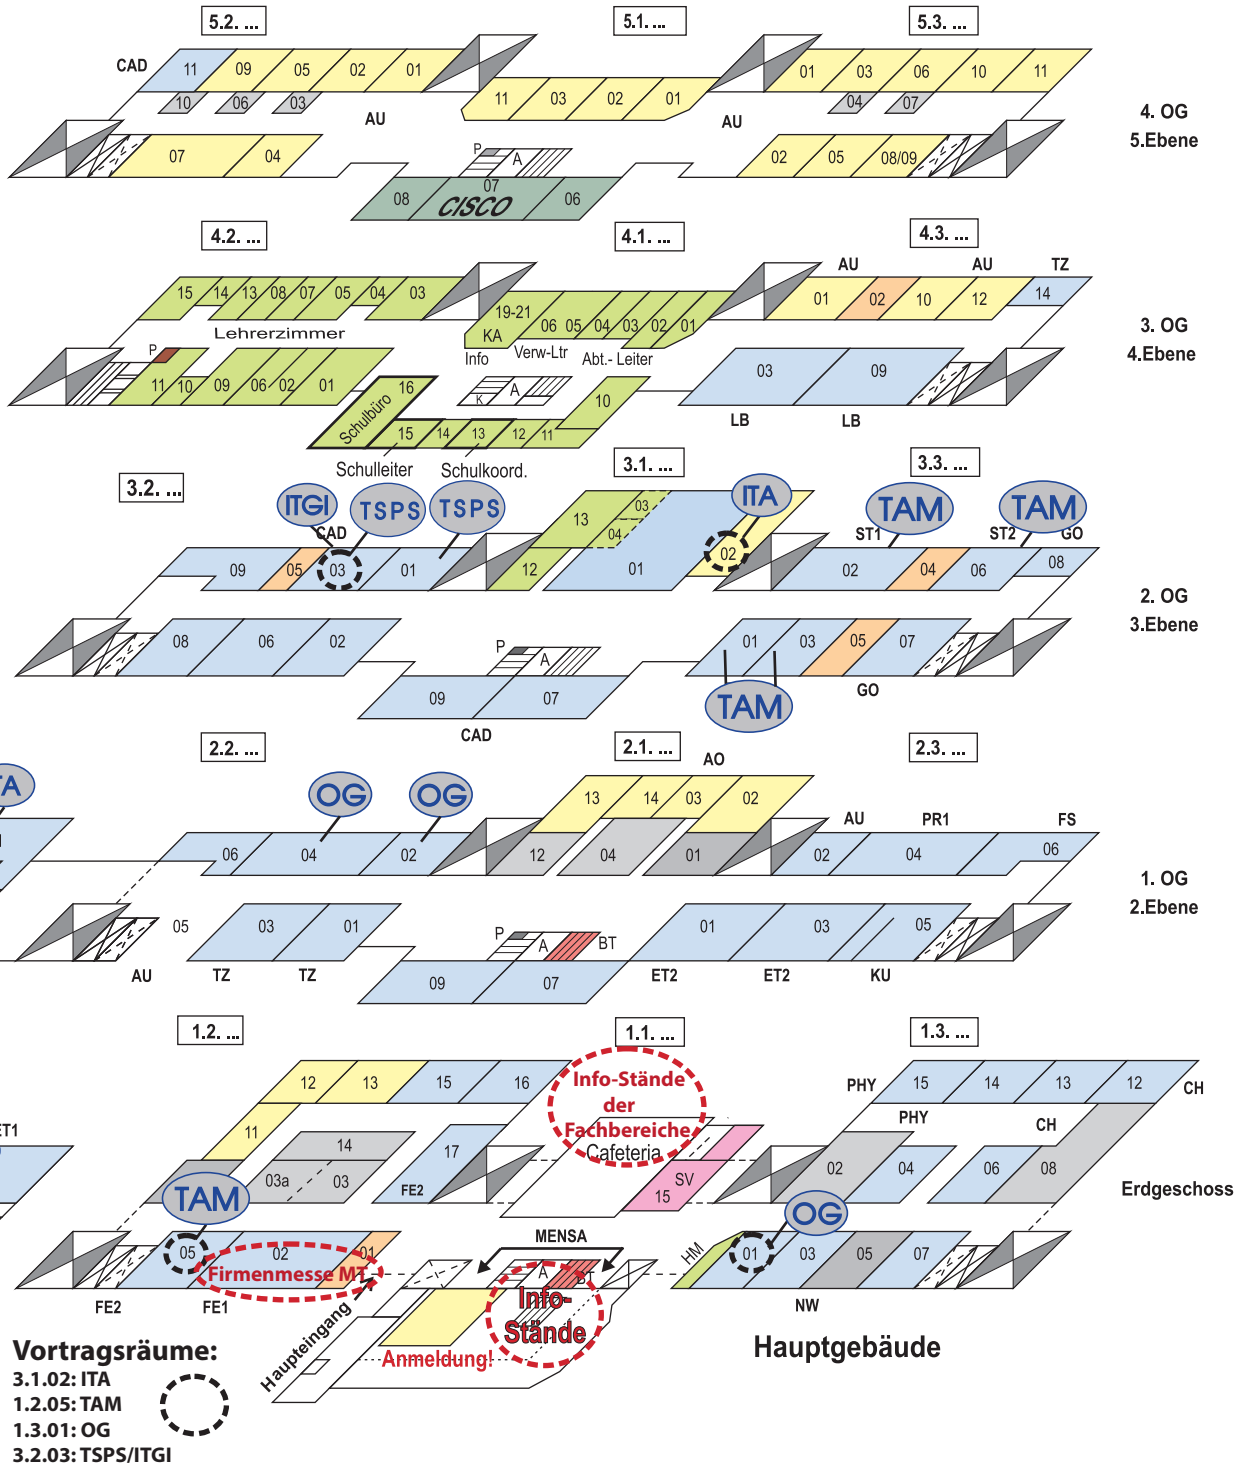 5.2. ...
5.1. ...
5.3. ...
CAD
11
09
05
02
01
01
03
06
10
11
10
06
03
11
03
02
01
04
07
AU
AU
4. OG
5.Ebene
07
04
P
A
02
05
08/09
08
07
CISCO
06
4.2. ...
4.1. ...
4.3. ...
AU
AU
TZ
15
14
13
08
07
05
04
03
19-21
KA
06
05
04
03
02
01
01
02
10
12
14
Lehrerzimmer
Info
Verw-Ltr
Abt.- Leiter
3. OG
4.Ebene
P
11
10
09
06
02
01
16
Schulbüro
K
A
10
03
09
15
14
13
12
11
LB
LB
Schulleiter
Schulkoord.
3.2. ...
3.1. ...
3.3. ...
ITGI
TSPS
TSPS
ITA
TAM
TAM
CAD
13
03
04
ST1
ST2
GO
09
05
03
01
12
01
02
02
04
06
08
2. OG
3.Ebene
08
06
02
P
A
01
03
05
07
09
07
TAM
GO
CAD
2.2. ...
2.1. ...
2.3. ...
AO
TA
OG
OG
13
14
03
02
AU
PR1
FS
06
04
02
12
04
01
02
04
06
1. OG
2.Ebene
05
03
01
P
A
BT
01
03
05
AU
TZ
TZ
09
07
ET2
ET2
KU
1.2. ...
1.1. ...
1.3. ...
12
13
15
16
Info-Stände
der
Fachbereiche
Cafeteria
PHY
15
14
13
12
CH
ET1
11
14
17
PHY
CH
03a
03
FE2
SV
15
02
04
06
08
Erdgeschoss
TAM
OG
05
02
01
Firmenmesse MT
MENSA
HM
01
03
05
07
A
BT
FE2
FE1
Info-
Stände
NW
Haupteingang
Anmeldung!
Hauptgebäude
Vortragsräume:
3.1.02: ITA
1.2.05: TAM
1.3.01: OG
3.2.03: TSPS/ITGI